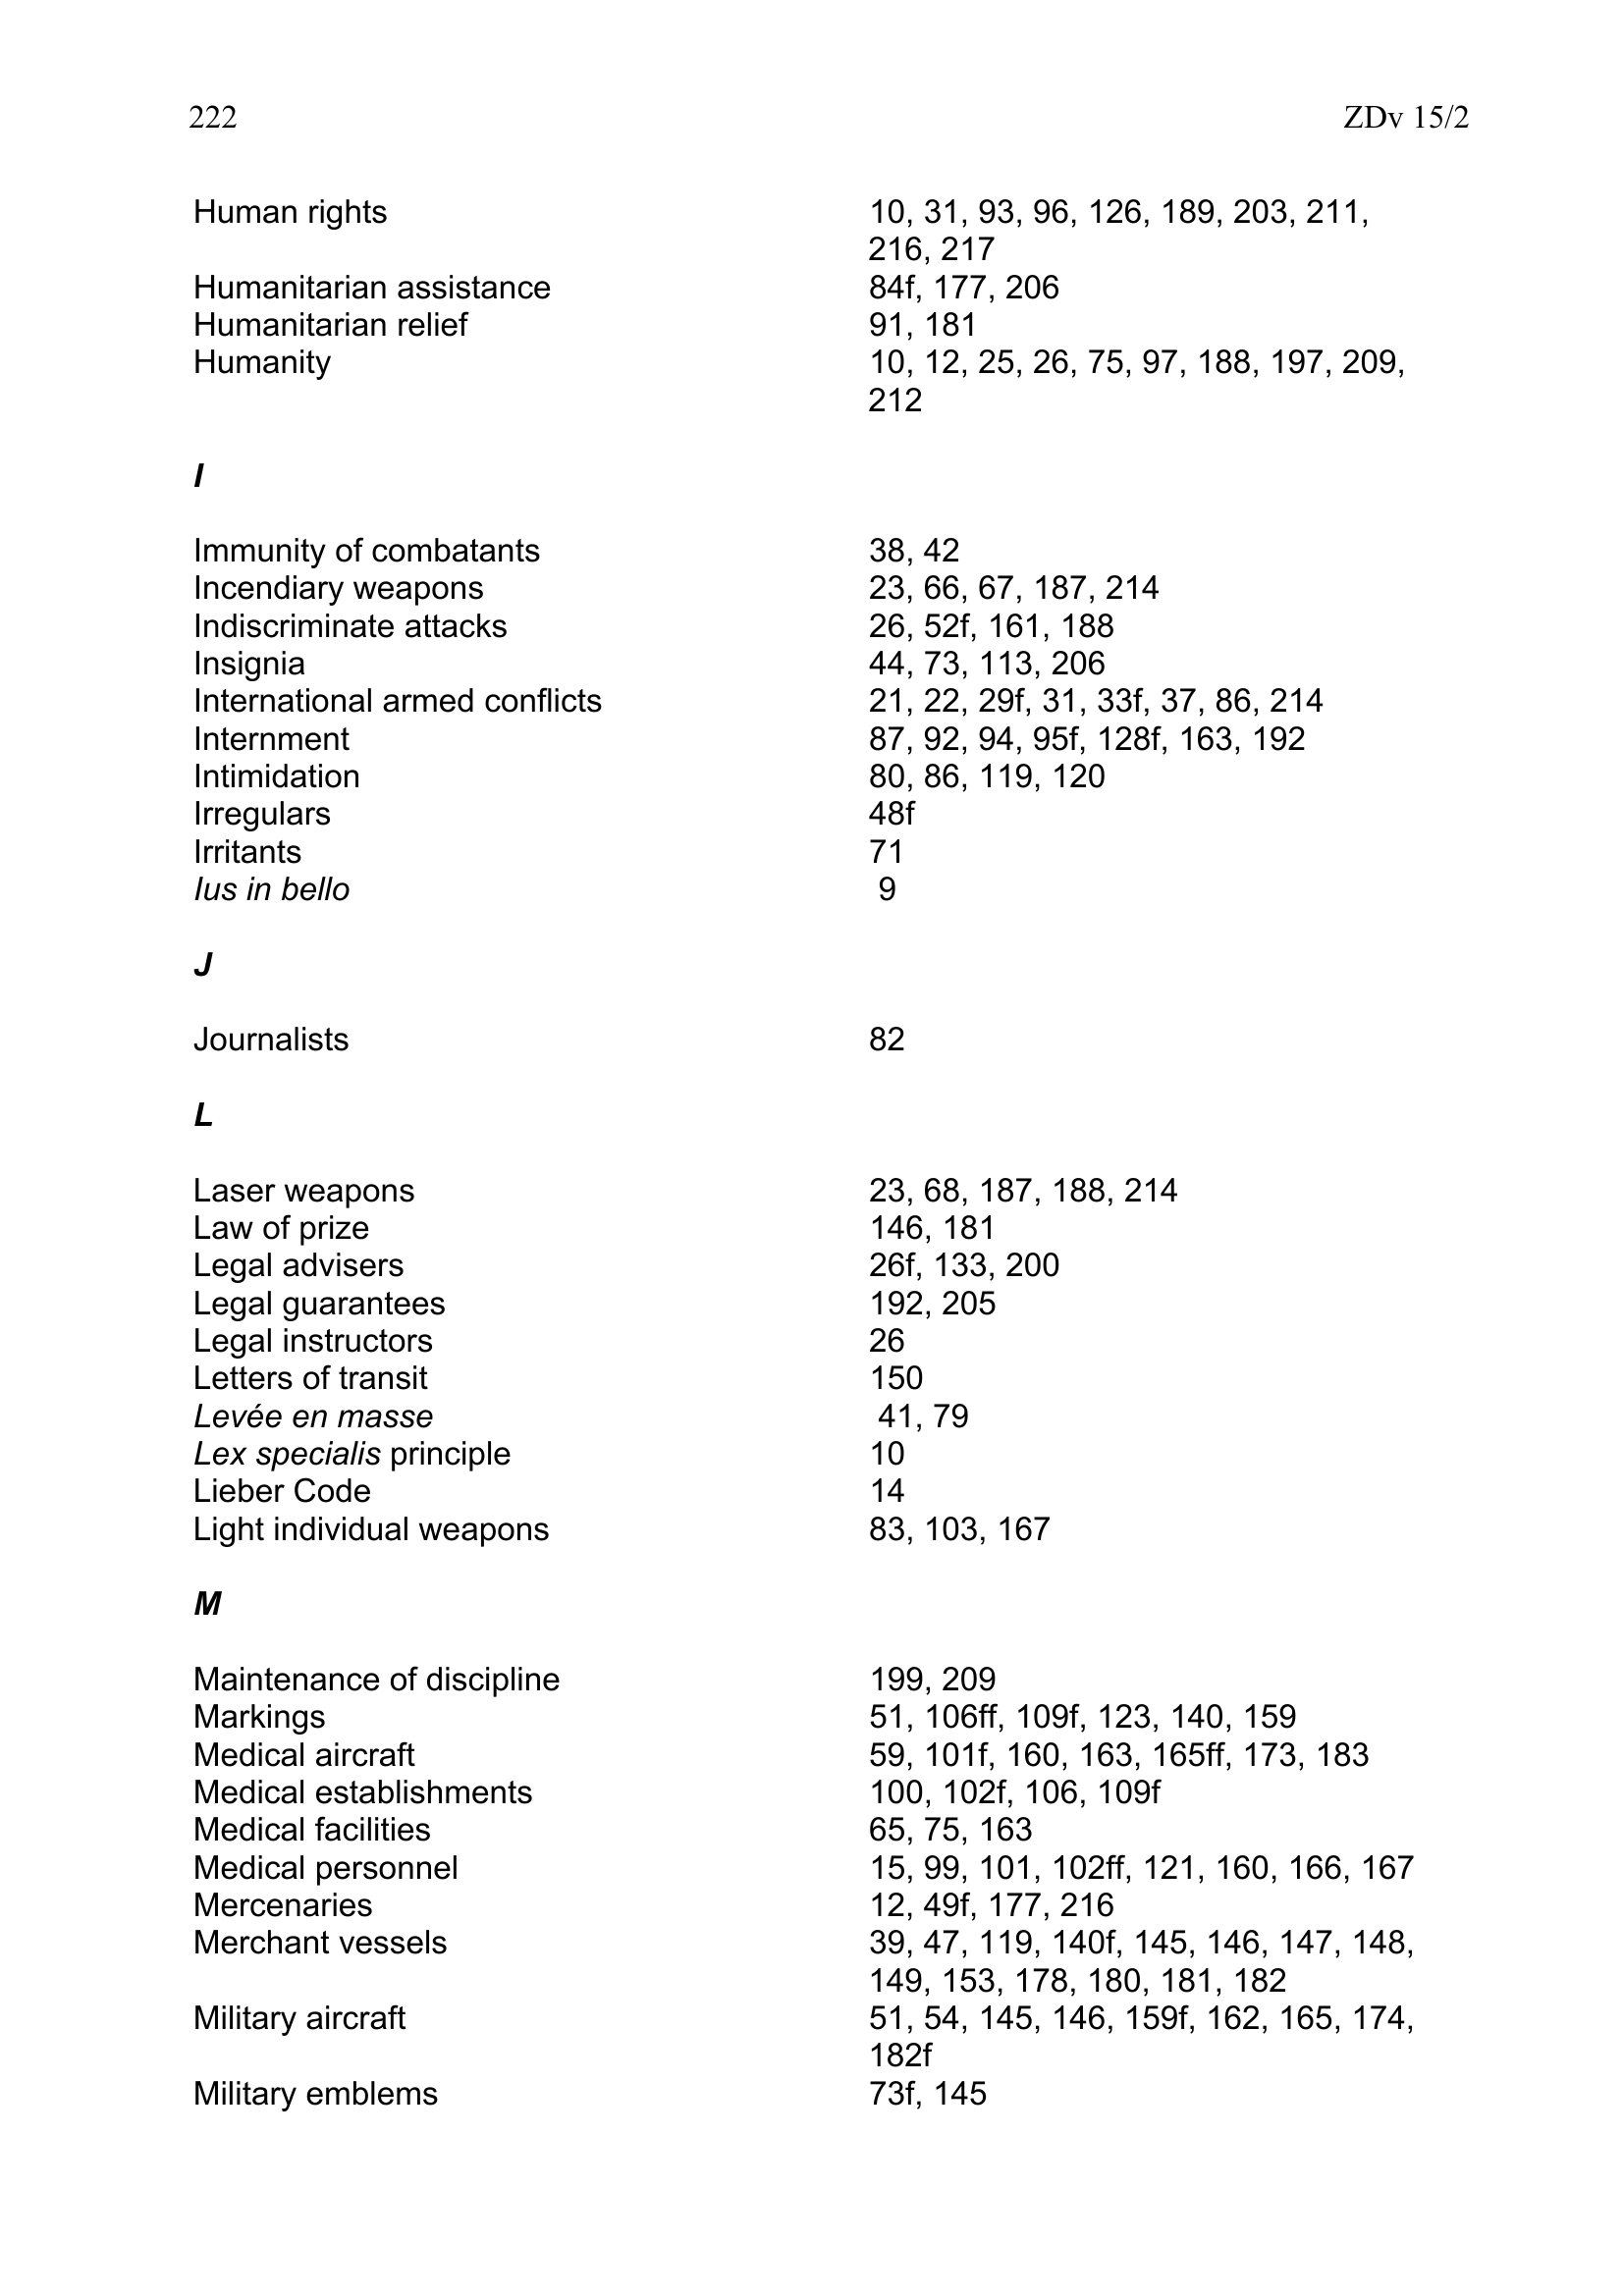 222 ZDv 15/2
Human rights 10, 31, 93, 96, 126, 189, 203, 211,
216, 217
Humanitarian assistance 84f, 177, 206
Humanitarian relief 91, 181
Humanity 10, 12, 25, 26, 75, 97, 188, 197, 209,
212
I
Immunity of combatants 38, 42
Incendiary weapons 23, 66, 67, 187, 214
Indiscriminate attacks 26, 52f, 161, 188
Insignia 44, 73, 113, 206
International armed conflicts 21, 22, 29f, 31, 33f, 37, 86, 214
Internment 87, 92, 94, 95f, 128f, 163, 192
Intimidation 80, 86, 119, 120
Irregulars 48f
Irritants 71
Ius in bello 9
J
Journalists 82
L
Laser weapons 23, 68, 187, 188, 214
Law of prize 146, 181
Legal advisers 26f, 133, 200
Legal guarantees 192, 205
Legal instructors 26
Letters of transit 150
Levée en masse 41, 79
Lex specialis principle 10
Lieber Code 14
Light individual weapons 83, 103, 167
M
Maintenance of discipline 199, 209
Markings 51, 106ff, 109f, 123, 140, 159
Medical aircraft 59, 101f, 160, 163, 165ff, 173, 183
Medical establishments 100, 102f, 106, 109f
Medical facilities 65, 75, 163
Medical personnel 15, 99, 101, 102ff, 121, 160, 166, 167
Mercenaries 12, 49f, 177, 216
Merchant vessels 39, 47, 119, 140f, 145, 146, 147, 148,
149, 153, 178, 180, 181, 182
Military aircraft 51, 54, 145, 146, 159f, 162, 165, 174,
182f
Military emblems 73f, 145